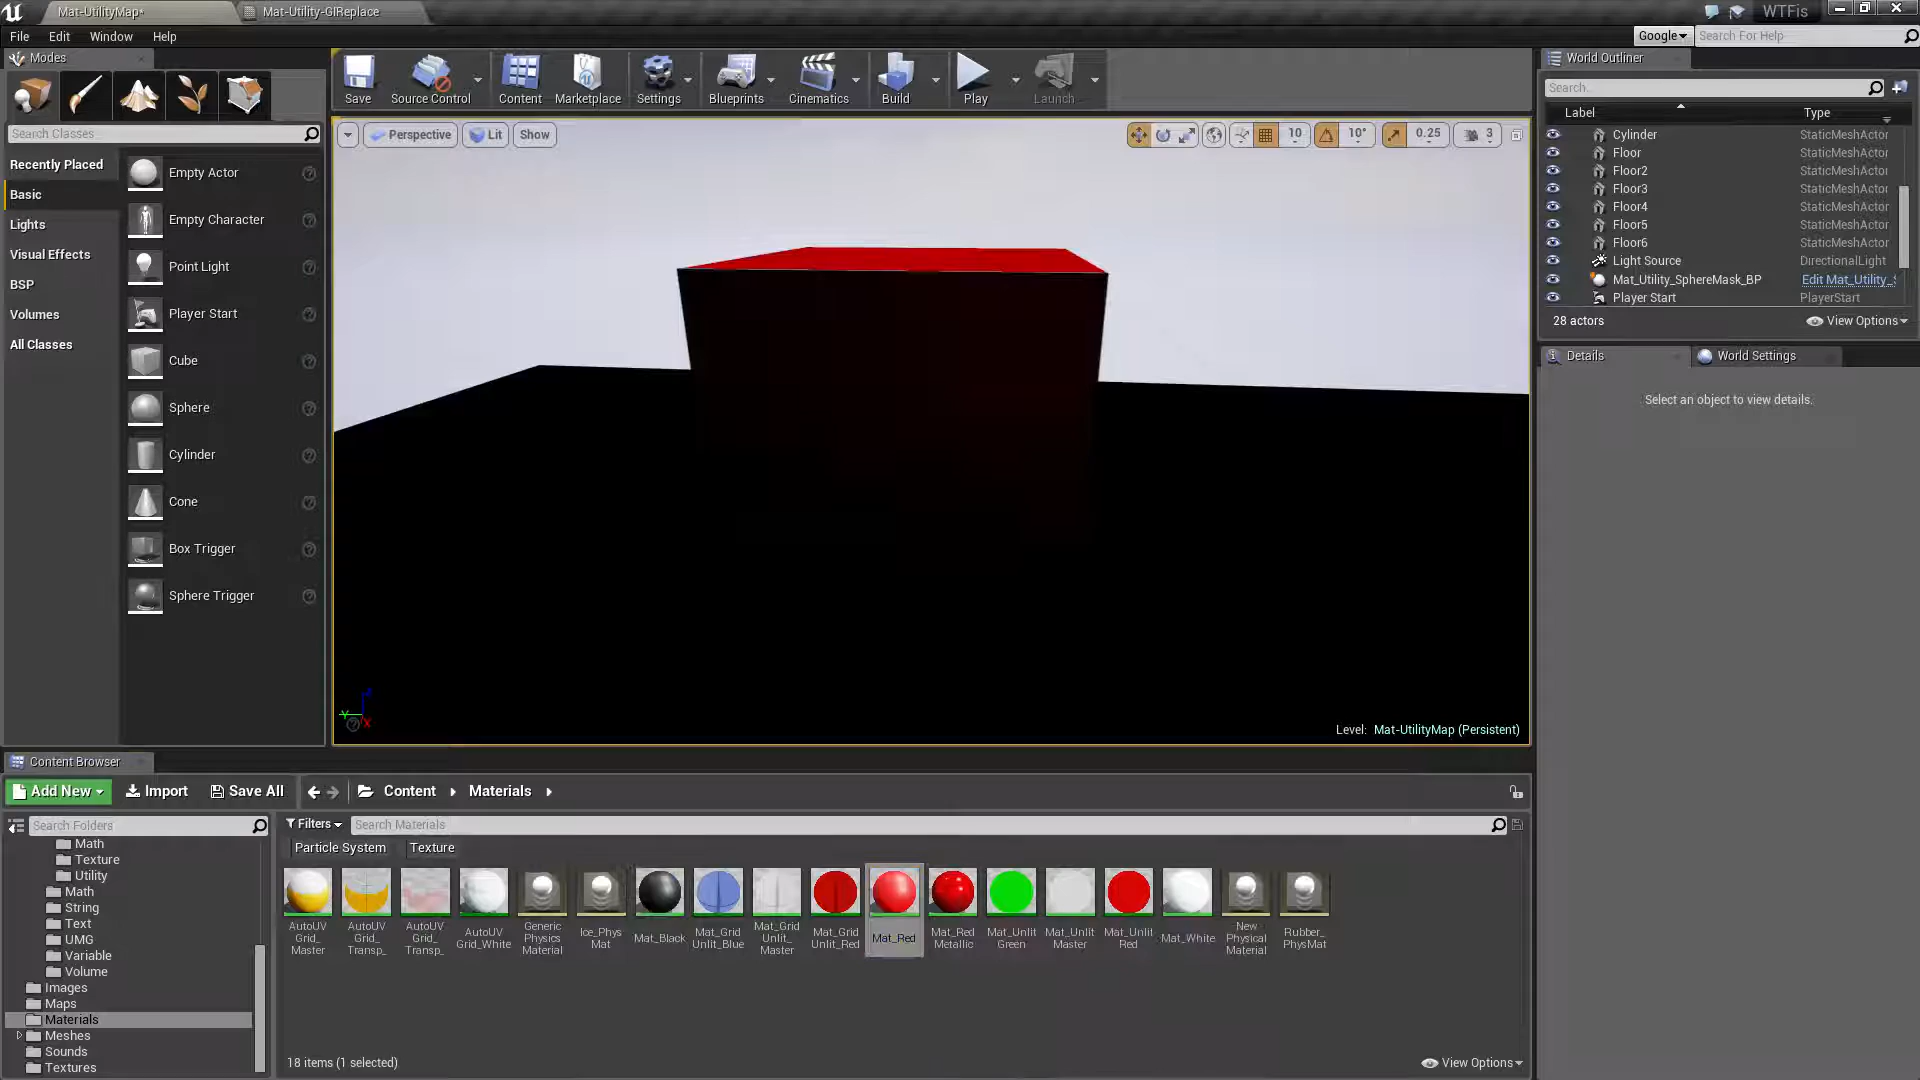 Mat-UtilityMap*
Mat-Utility-GIReplace
WTFis
File
Edit
Window
Help
Google
Search For Help
Modes
Search Classes
Recently Placed
Basic
Lights
Visual Effects
BSP
Volumes
All Classes
Empty Actor
Empty Character
Point Light
Player Start
Cube
Sphere
Cylinder
Cone
Box Trigger
Sphere Trigger
Save
Source Control
Content
Marketplace
Settings
Blueprints
Cinematics
Build
Play
Launch
Perspective
Lit
Show
10
10°
0.25
3
Level: Mat-UtilityMap (Persistent)
World Outliner
Search...
Label
Type
Cylinder StaticMeshActor
Floor StaticMeshActor
Floor2 StaticMeshActor
Floor3 StaticMeshActor
Floor4 StaticMeshActor
Floor5 StaticMeshActor
Floor6 StaticMeshActor
Light Source DirectionalLight
Mat_Utility_SphereMask_BP Edit Mat_Utility_S
Player Start PlayerStart
28 actors
View Options
Details
World Settings
Select an object to view details.
Content Browser
Add New
Import
Save All
Content
Materials
Search Folders
Math
Texture
Utility
Math
String
Text
UMG
Variable
Volume
Images
Maps
Materials
Meshes
Sounds
Textures
Filters
Search Materials
Particle System
Texture
AutoUV
Grid_
Master
AutoUV
Grid_
Transp_
AutoUV
Grid_
Transp_
AutoUV
Grid_White
Generic
Physics
Material
Ice_Phys
Mat
Mat_Black
Mat_Grid
Unlit_Blue
Mat_Grid
Unlit_
Master
Mat_Grid
Unlit_Red
Mat_Red
Mat_Red
Metallic
Mat_Unlit
Green
Mat_Unlit
Master
Mat_Unlit
Red
Mat_White
New
Physical
Material
Rubber_
PhysMat
18 items (1 selected)
View Options